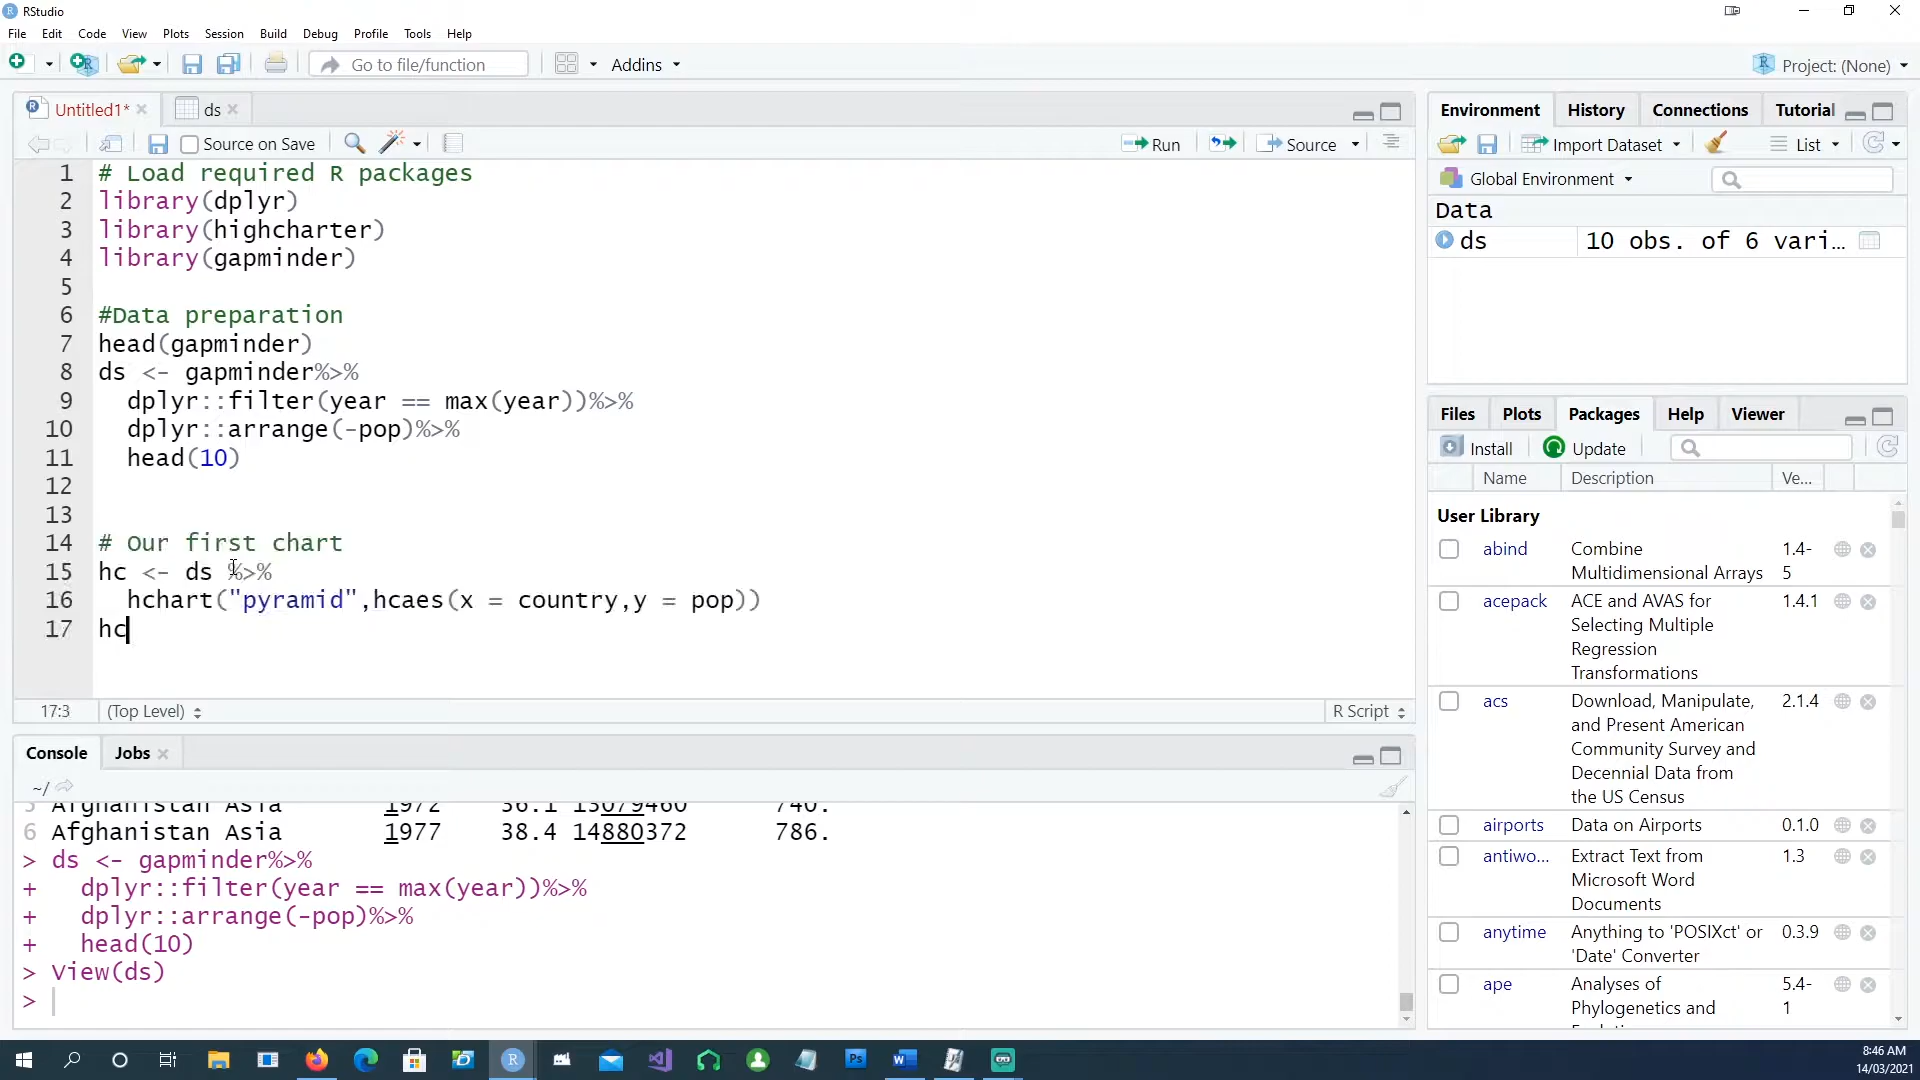 RStudio
File Edit Code View Plots Session Build Debug Profile Tools Help
Go to file/function Addins Project: (None)
Untitled1* ds
Source on Save Run Source
1 # Load required R packages
2 library(dplyr)
3 library(highcharter)
4 library(gapminder)
5
6 #Data preparation
7 head(gapminder)
8 ds <- gapminder%>%
9 dplyr::filter(year == max(year))%>%
10 dplyr::arrange(-pop)%>%
11 head(10)
12
13
14 # Our first chart
15 hc <- ds %>%
16 hchart("pyramid",hcaes(x = country,y = pop))
17 hc
17:3 (Top Level) R Script
Console Jobs
~/
5 Afghanistan Asia 1972 36.1 13079460 740.
6 Afghanistan Asia 1977 38.4 14880372 786.
> ds <- gapminder%>%
+ dplyr::filter(year == max(year))%>%
+ dplyr::arrange(-pop)%>%
+ head(10)
> View(ds)
>
Environment History Connections Tutorial
Import Dataset List
Global Environment
Data
ds 10 obs. of 6 vari...
Files Plots Packages Help Viewer
Install Update
Name Description Ve...
User Library
abind Combine 1.4-
Multidimensional Arrays 5
acepack ACE and AVAS for 1.4.1
Selecting Multiple
Regression
Transformations
acs Download, Manipulate, 2.1.4
and Present American
Community Survey and
Decennial Data from
the US Census
airports Data on Airports 0.1.0
antiwo... Extract Text from 1.3
Microsoft Word
Documents
anytime Anything to 'POSIXct' or 0.3.9
'Date' Converter
ape Analyses of 5.4-
Phylogenetics and 1
8:46 AM
14/03/2021